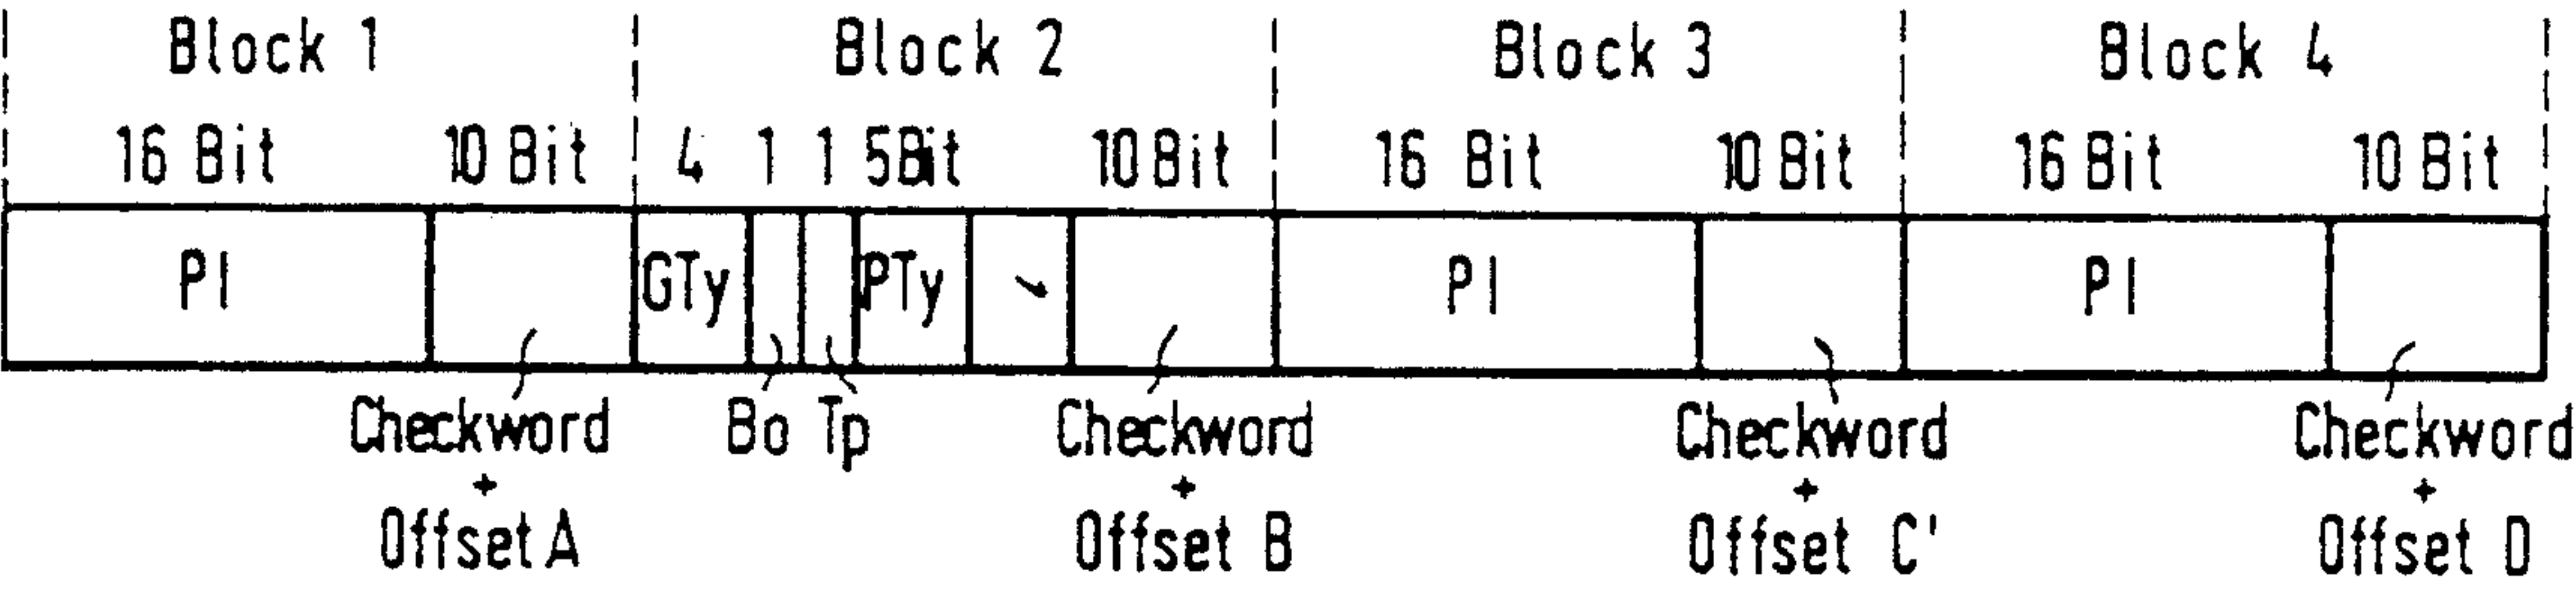 Block 1 Block 2 Block 3 Block 4
16 Bit 10 Bit 4 1 1 5Bit 10 Bit 16 Bit 10 Bit 16 Bit 10 Bit
PI GTy PTy PI PI
Checkword Bo Tp Checkword Checkword Checkword
+ + + +
Offset A Offset B Offset C' Offset D